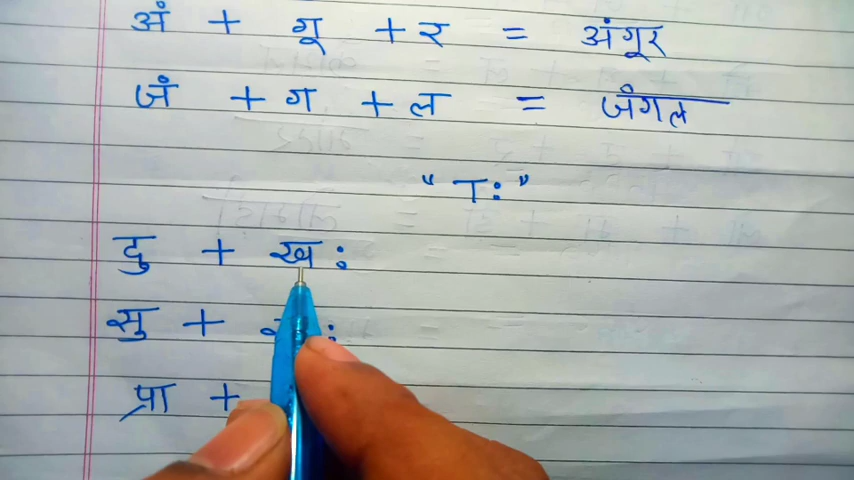 अं + गू + र = अंगूर
जं + ग + ल = जंगल
" ाः "
दु + खः
सु + :
प्रा +